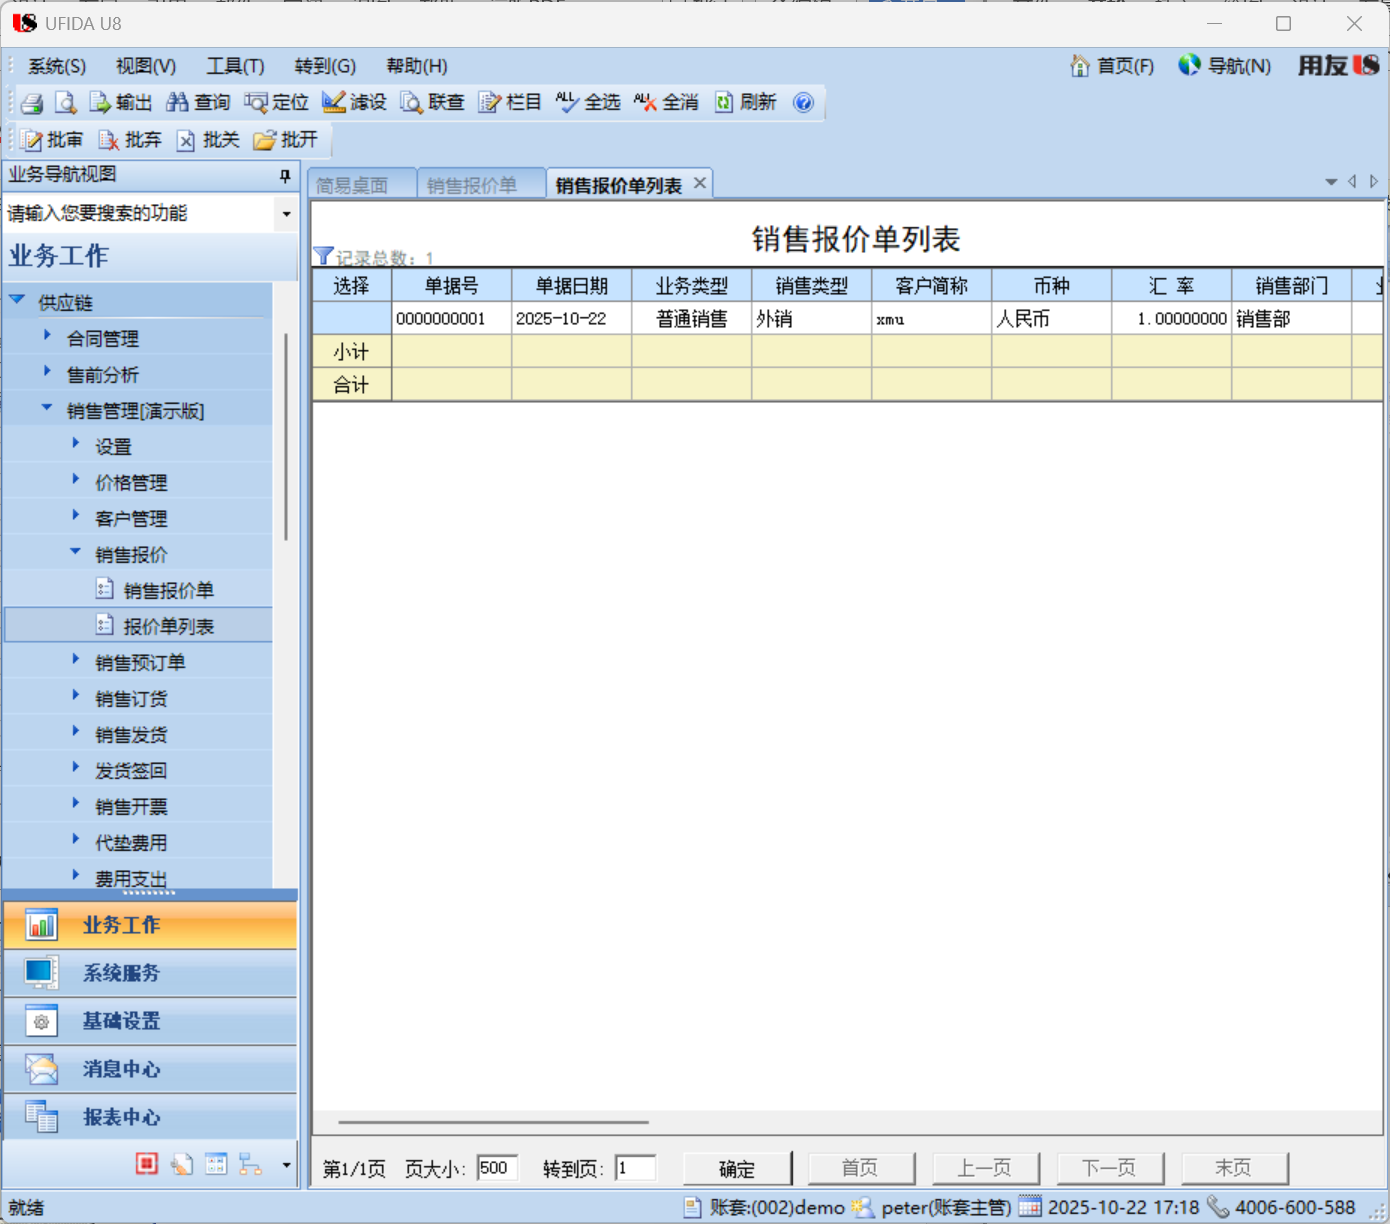 UFIDA U8
系统(S) 视图(V) 工具(T) 转到(G) 帮助(H) 首页(F) 导航(N) 用友U8
输出 查询 定位 滤设 联查 栏目 ALL 全选 ALL 全消 刷新
批审 批弃 批关 批开
业务导航视图
简易桌面 销售报价单 销售报价单列表
请输入您要搜索的功能
业务工作
供应链
合同管理
售前分析
销售管理[演示版]
设置
价格管理
客户管理
销售报价
销售报价单
报价单列表
销售预订单
销售订货
销售发货
发货签回
销售开票
代垫费用
费用支出
业务工作
系统服务
基础设置
消息中心
报表中心
销售报价单列表
记录总数: 1
选择 单据号 单据日期 业务类型 销售类型 客户简称 币种 汇 率 销售部门
0000000001 2025-10-22 普通销售 外销 xmu 人民币 1.00000000 销售部
小计
合计
第1/1页 页大小: 500 转到页: 1 确定 首页 上一页 下一页 末页
就绪 账套:(002)demo peter(账套主管) 2025-10-22 17:18 4006-600-588